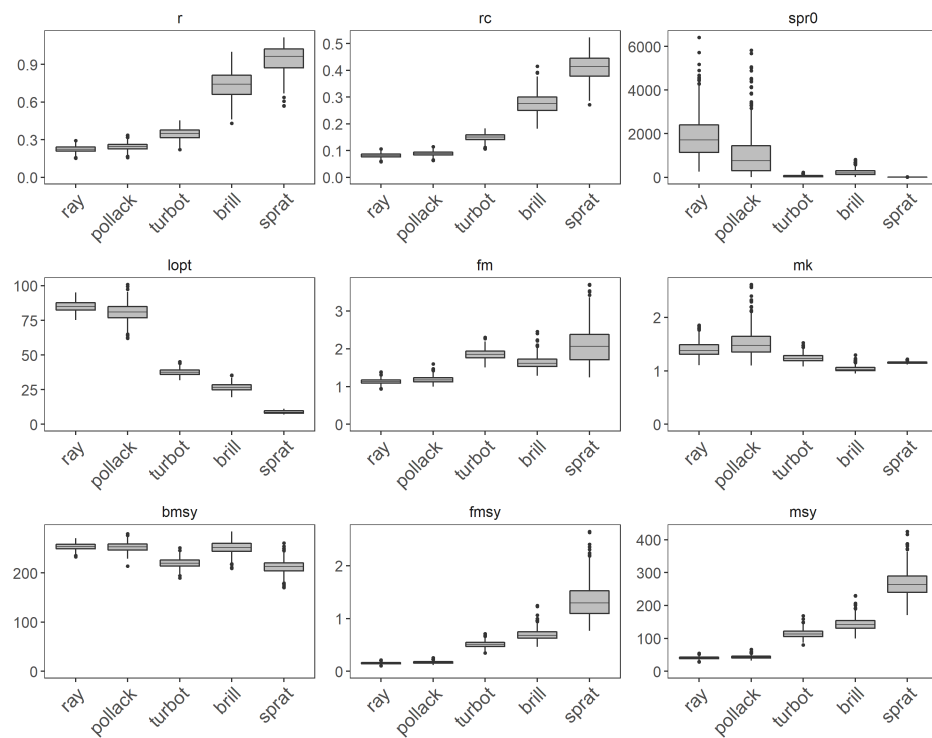 r
rc
spr0
0.9
0.6
0.3
0.0
0.5
0.4
0.3
0.2
0.1
0.0
6000
4000
2000
0
ray
pollack
turbot
brill
sprat
ray
pollack
turbot
brill
sprat
ray
pollack
turbot
brill
sprat
lopt
fm
mk
100
75
50
25
0
3
2
1
0
2
1
0
ray
pollack
turbot
brill
sprat
ray
pollack
turbot
brill
sprat
ray
pollack
turbot
brill
sprat
bmsy
fmsy
msy
200
100
0
2
1
0
400
300
200
100
0
ray
pollack
turbot
brill
sprat
ray
pollack
turbot
brill
sprat
ray
pollack
turbot
brill
sprat